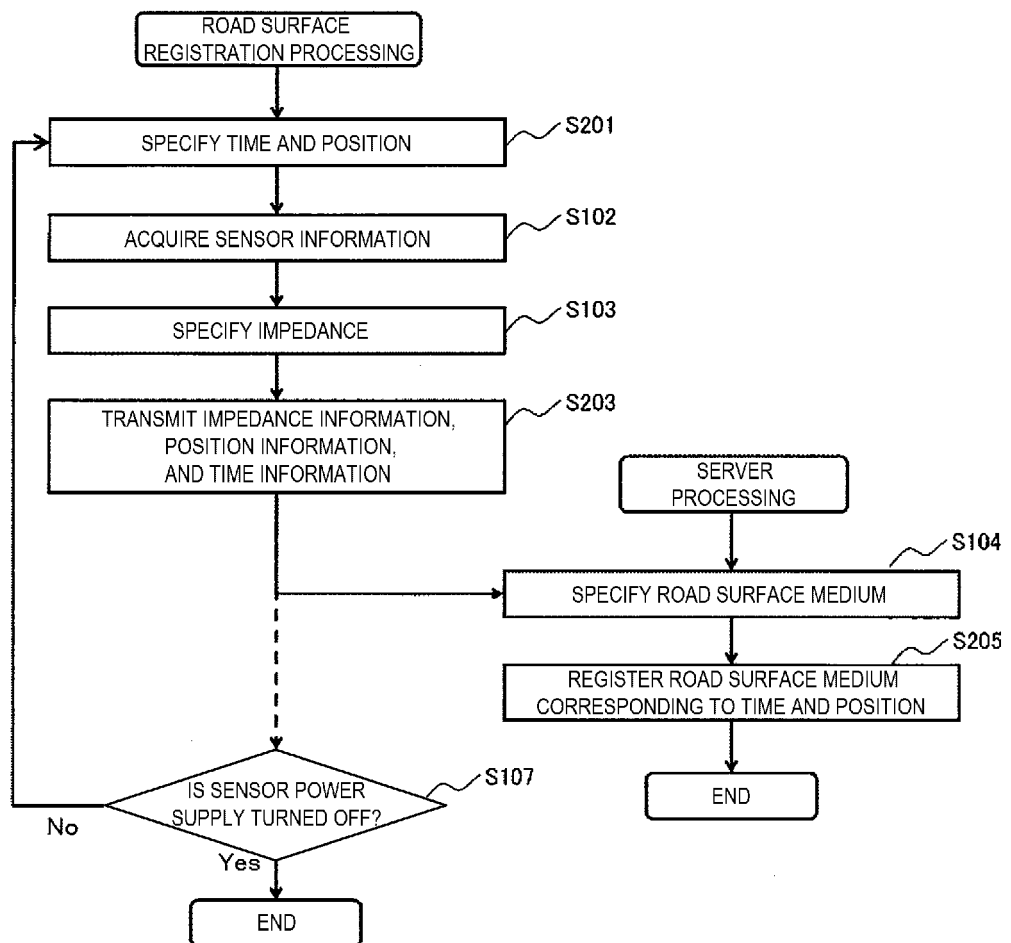 ROAD SURFACE
REGISTRATION PROCESSING
SPECIFY TIME AND POSITION
S201
ACQUIRE SENSOR INFORMATION
S102
SPECIFY IMPEDANCE
S103
TRANSMIT IMPEDANCE INFORMATION,
POSITION INFORMATION,
AND TIME INFORMATION
S203
SERVER
PROCESSING
SPECIFY ROAD SURFACE MEDIUM
S104
REGISTER ROAD SURFACE MEDIUM
CORRESPONDING TO TIME AND POSITION
S205
END
IS SENSOR POWER
SUPPLY TURNED OFF?
S107
No
Yes
END